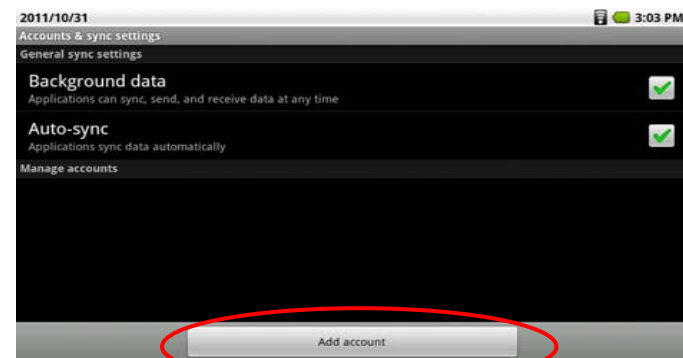 2011/10/31 3:03 PM
Accounts & sync settings
General sync settings
Background data
Applications can sync, send, and receive data at any time
Auto-sync
Applications sync data automatically
Manage accounts
Add account